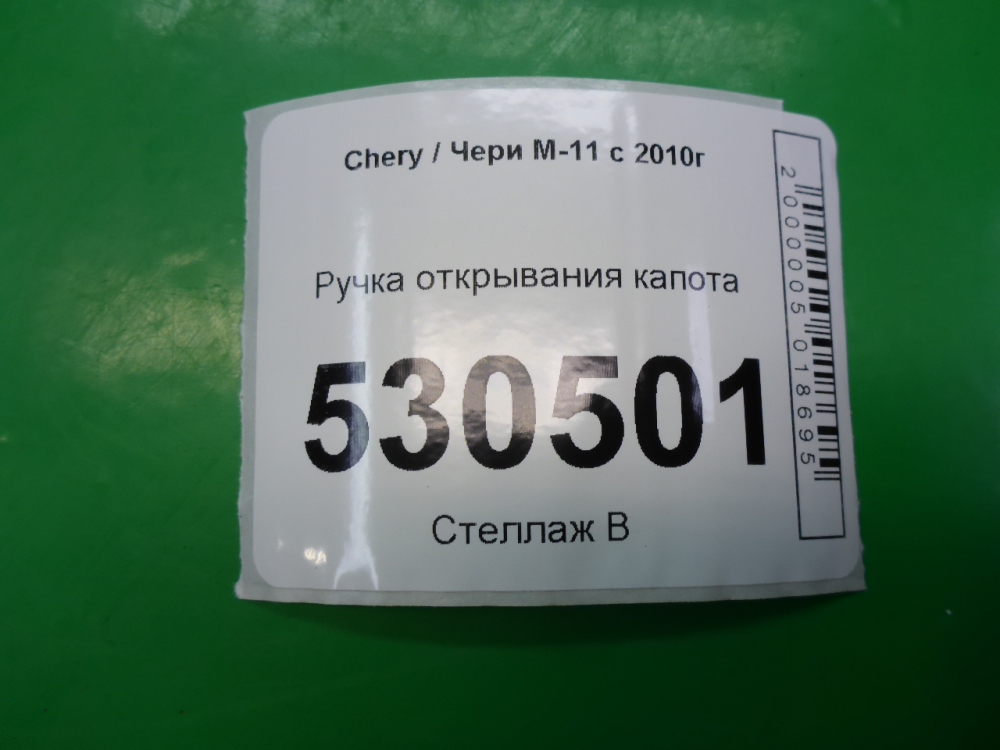 Chery / Чери М-11 с 2010г
Ручка открывания капота
530501
Стеллаж В
2000005018695